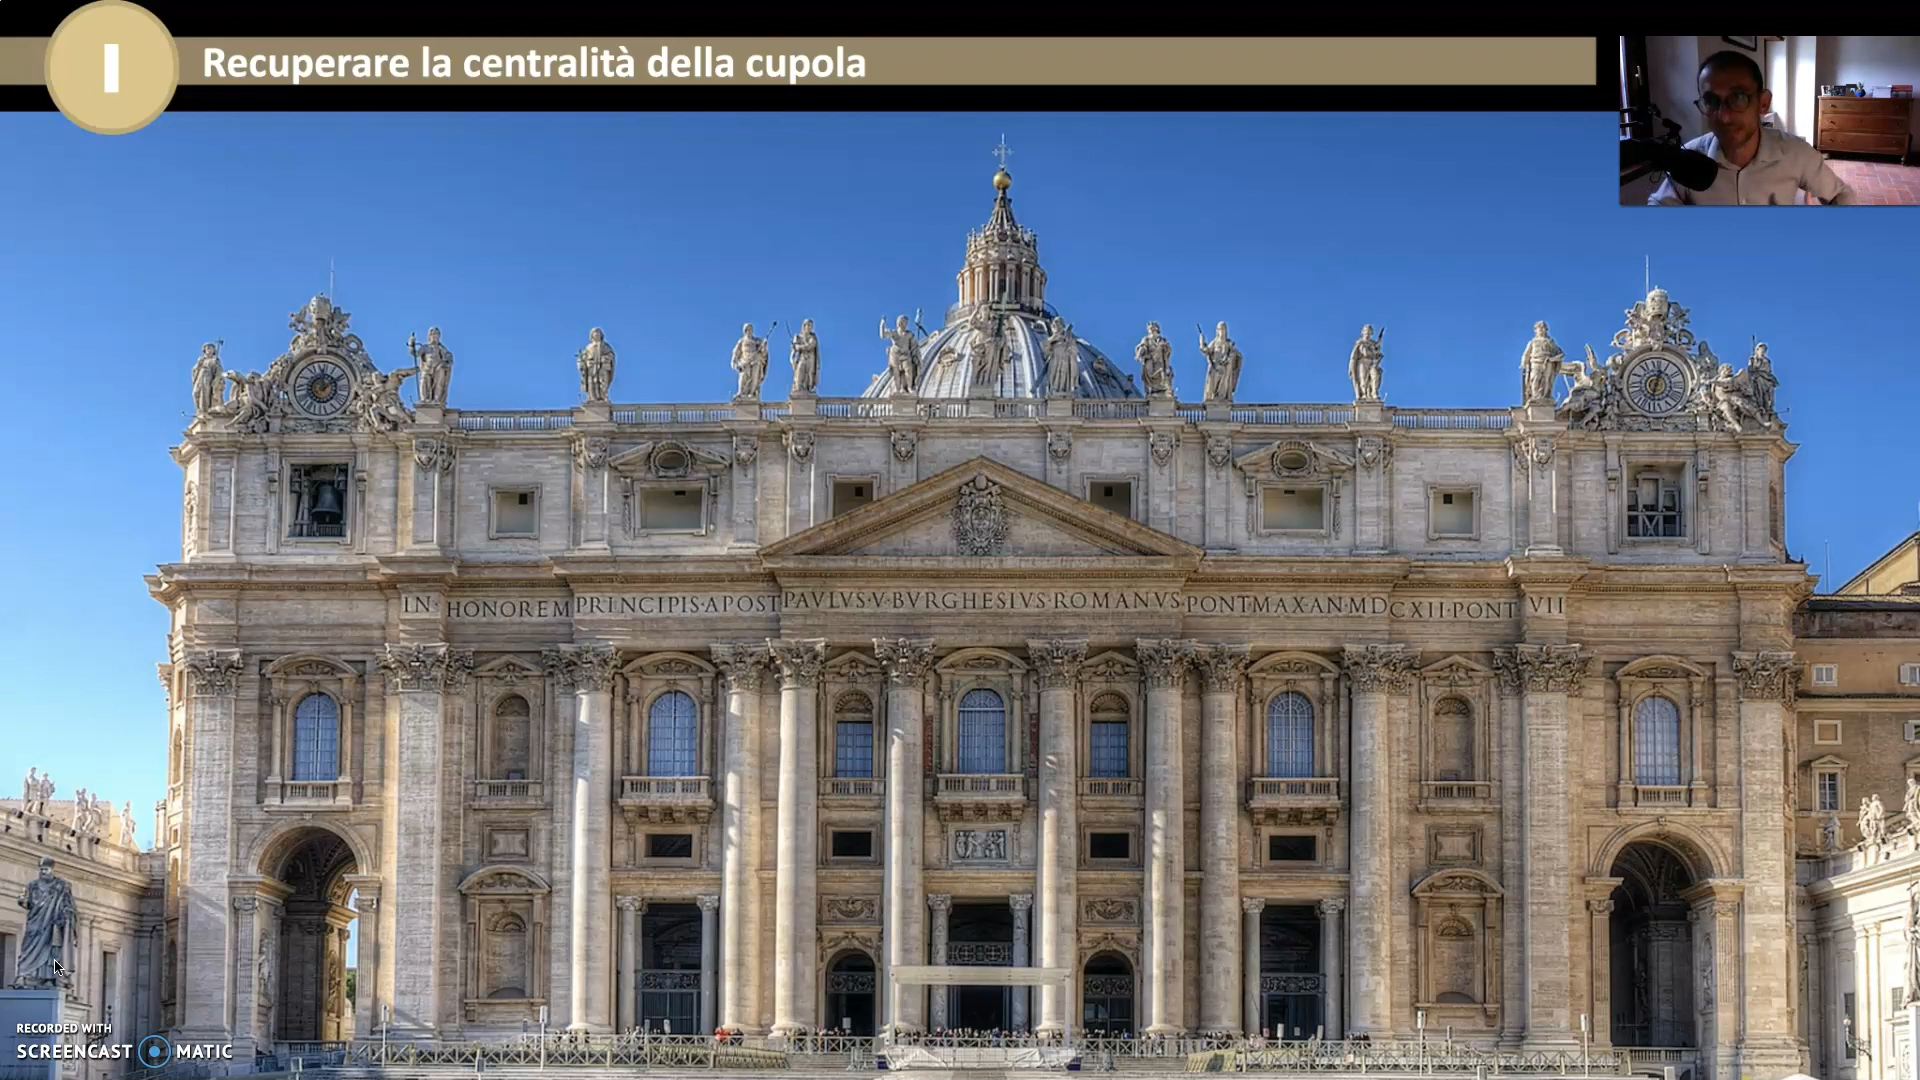 I
Recuperare la centralità della cupola
IN·HONOREM PRINCIPIS·APOST PAVLVS·V·BVRGHESIVS·ROMANVS PONT MAX AN MDCXII·PONT VII
RECORDED WITH
SCREENCAST MATIC